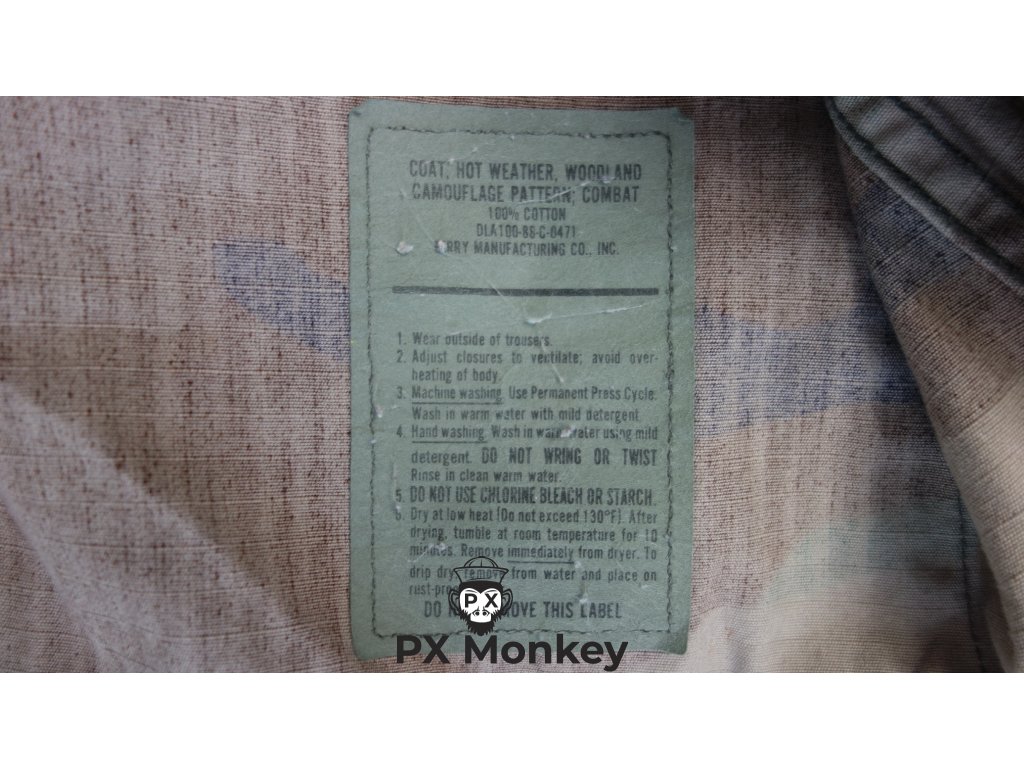 COAT, HOT WEATHER, WOODLAND
CAMOUFLAGE PATTERN; COMBAT
100% COTTON
DLA100-88-C-0471
MANUFACTURING CO., INC.
1. Wear outside of trousers.
2. Adjust closures to ventilate; avoid over-
heating of body.
3. Machine washing. Use Permanent Press Cycle.
Wash in warm water with mild detergent.
4. Hand washing. Wash in warm water using mild
detergent. DO NOT WRING OR TWIST
Rinse in clean warm water.
5. DO NOT USE CHLORINE BLEACH OR STARCH.
6. Dry at low heat (Do not exceed 130°F). After
drying, tumble at room temperature for 10
minutes. Remove immediately from dryer. To
drip dry, remove from water and place on
DO THIS LABEL
PX
PX Monkey